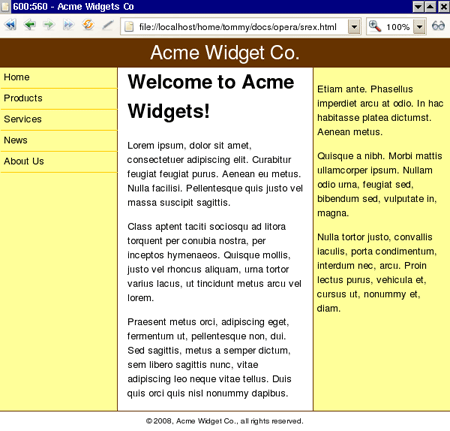 600:560 - Acme Widgets Co
file://localhost/home/tommy/docs/opera/srex.html
100%
Acme Widget Co.
Home
Products
Services
News
About Us
Welcome to Acme
Widgets!
Lorem ipsum, dolor sit amet,
consectetuer adipiscing elit. Curabitur
feugiat feugiat purus. Aenean eu metus.
Nulla facilisi. Pellentesque quis justo vel
massa suscipit sagittis.
Class aptent taciti sociosqu ad litora
torquent per conubia nostra, per
inceptos hymenaeos. Quisque mollis,
justo vel rhoncus aliquam, urna tortor
varius lacus, ut tincidunt metus arcu vel
lorem.
Praesent metus orci, adipiscing eget,
fermentum ut, pellentesque non, dui.
Sed sagittis, metus a semper dictum,
sem libero sagittis nunc, vitae
adipiscing leo neque vitae tellus. Duis
quis orci quis nisl nonummy dapibus.
Etiam ante. Phasellus
imperdiet arcu at odio. In hac
habitasse platea dictumst.
Aenean metus.
Quisque a nibh. Morbi mattis
ullamcorper ipsum. Nullam
odio urna, feugiat sed,
bibendum sed, vulputate in,
magna.
Nulla tortor justo, convallis
iaculis, porta condimentum,
interdum nec, arcu. Proin
lectus purus, vehicula et,
cursus ut, nonummy et,
diam.
© 2008, Acme Widget Co., all rights reserved.